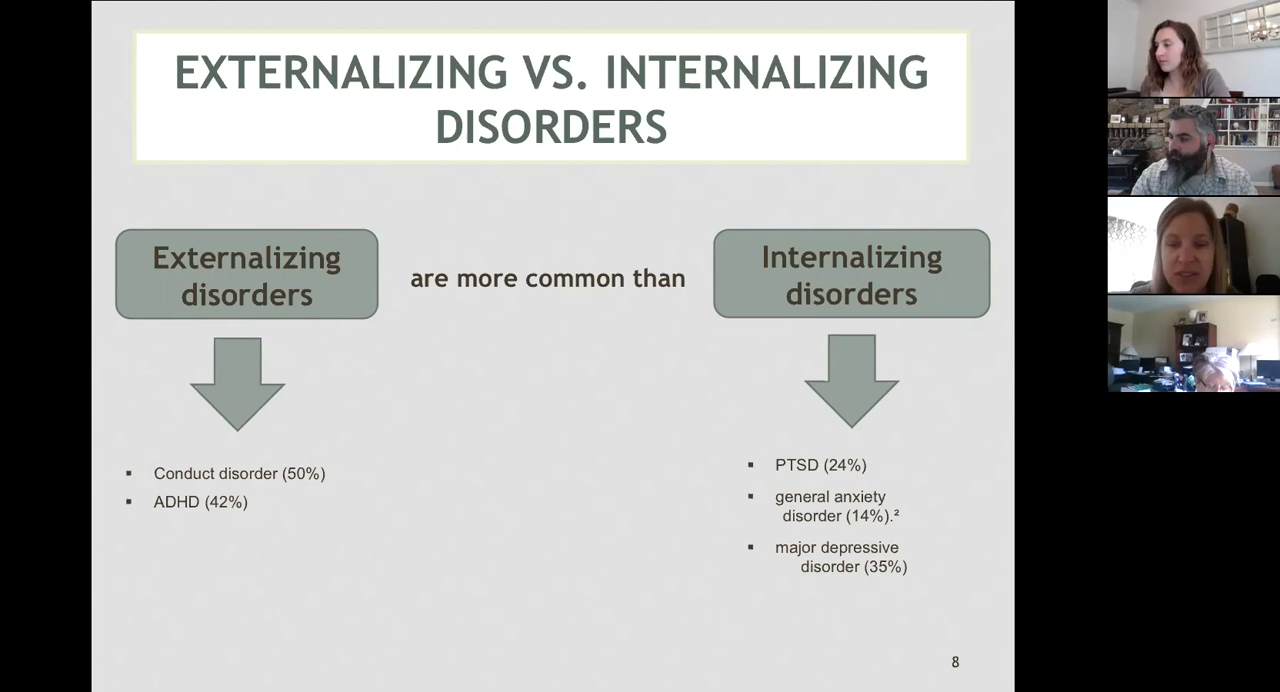 EXTERNALIZING VS. INTERNALIZING
DISORDERS
Externalizing
disorders
are more common than
Internalizing
disorders
▪ Conduct disorder (50%)
▪ ADHD (42%)
▪ PTSD (24%)
▪ general anxiety
disorder (14%).²
▪ major depressive
disorder (35%)
8